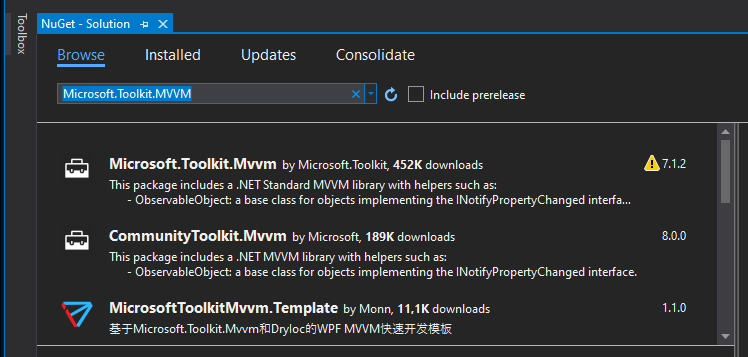 Toolbox
NuGet - Solution
Browse Installed Updates Consolidate
Microsoft.Toolkit.MVVM
Include prerelease
Microsoft.Toolkit.Mvvm by Microsoft.Toolkit, 452K downloads 7.1.2
This package includes a .NET Standard MVVM library with helpers such as:
- ObservableObject: a base class for objects implementing the INotifyPropertyChanged interfa...
CommunityToolkit.Mvvm by Microsoft, 189K downloads 8.0.0
This package includes a .NET MVVM library with helpers such as:
- ObservableObject: a base class for objects implementing the INotifyPropertyChanged interface.
MicrosoftToolkitMvvm.Template by Monn, 11,1K downloads 1.1.0
基于Microsoft.Toolkit.Mvvm和Dryloc的WPF MVVM快速开发模板